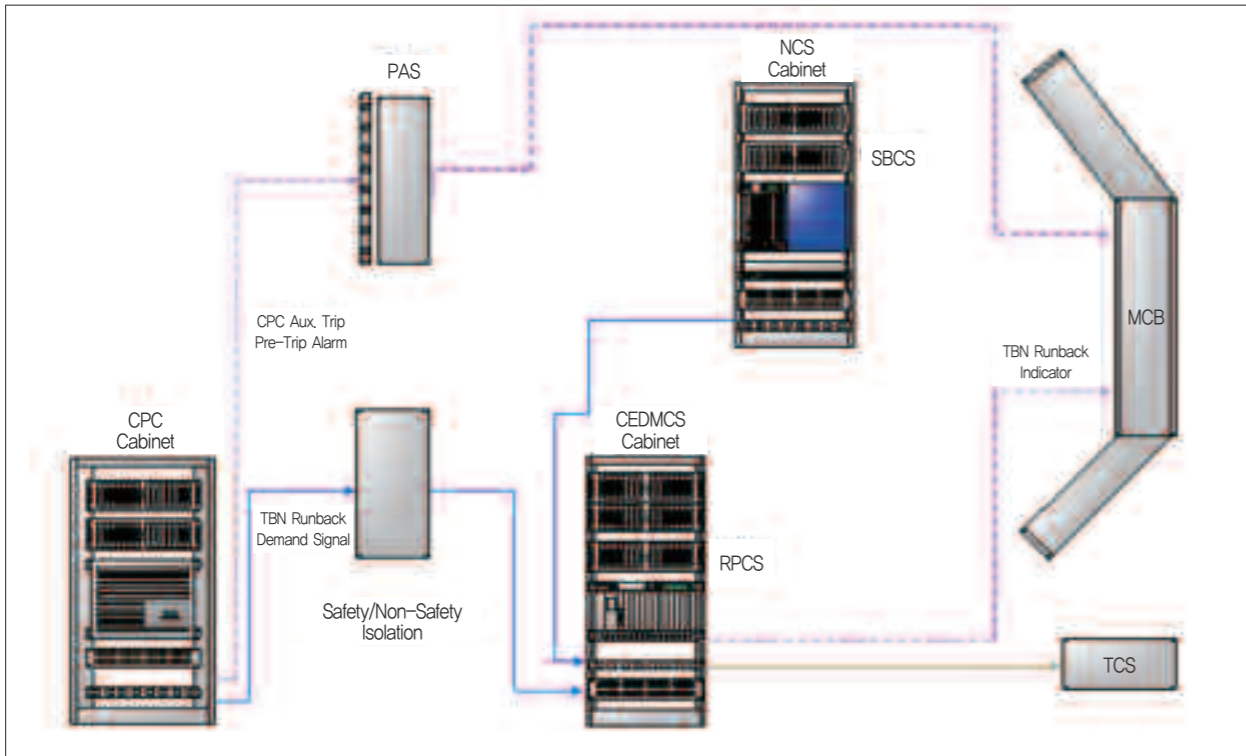 PAS
NCS
Cabinet
SBCS
CPC Aux. Trip
Pre-Trip Alarm
MCB
TBN Runback
Indicator
CPC
Cabinet
CEDMCS
Cabinet
TBN Runback
Demand Signal
RPCS
Safety/Non-Safety
Isolation
TCS